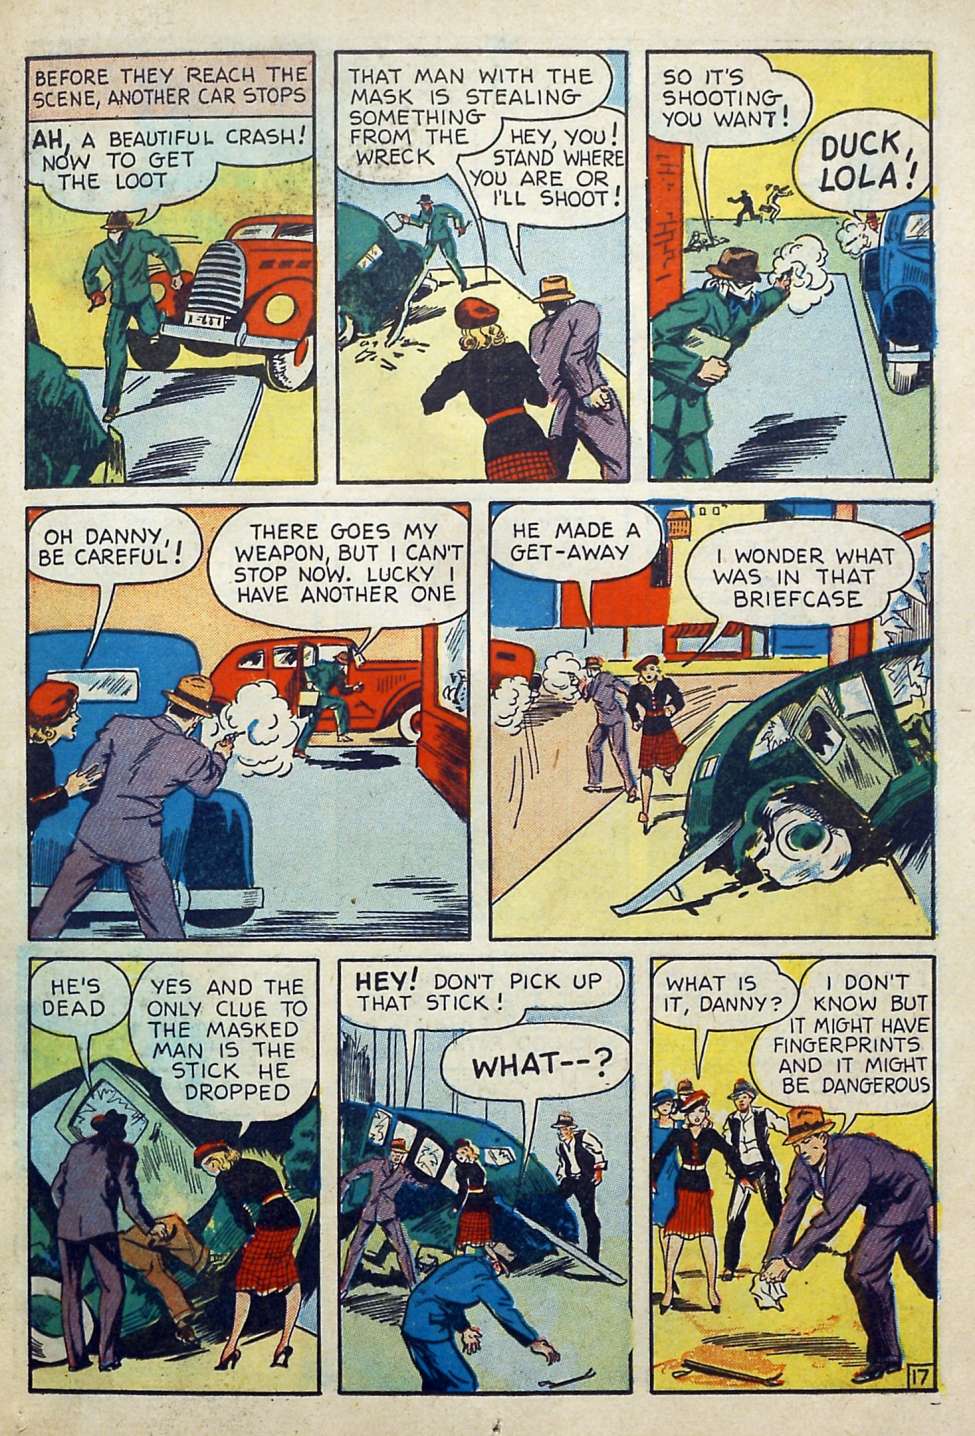 BEFORE THEY REACH THE
SCENE, ANOTHER CAR STOPS
AH, A BEAUTIFUL CRASH!
NOW TO GET
THE LOOT
THAT MAN WITH THE
MASK IS STEALING
SOMETHING
FROM THE
WRECK
HEY, YOU!
STAND WHERE
YOU ARE OR
I'LL SHOOT!
SO IT'S
SHOOTING
YOU WANT!
DUCK,
LOLA!
OH DANNY,
BE CAREFUL!
THERE GOES MY
WEAPON, BUT I CAN'T
STOP NOW. LUCKY I
HAVE ANOTHER ONE
HE MADE A
GET-AWAY
I WONDER WHAT
WAS IN THAT
BRIEFCASE
HE'S
DEAD
YES AND THE
ONLY CLUE TO
THE MASKED
MAN IS THE
STICK HE
DROPPED
HEY! DON'T PICK UP
THAT STICK!
WHAT--?
WHAT IS
IT, DANNY?
I DON'T
KNOW BUT
IT MIGHT HAVE
FINGERPRINTS
AND IT MIGHT
BE DANGEROUS
17